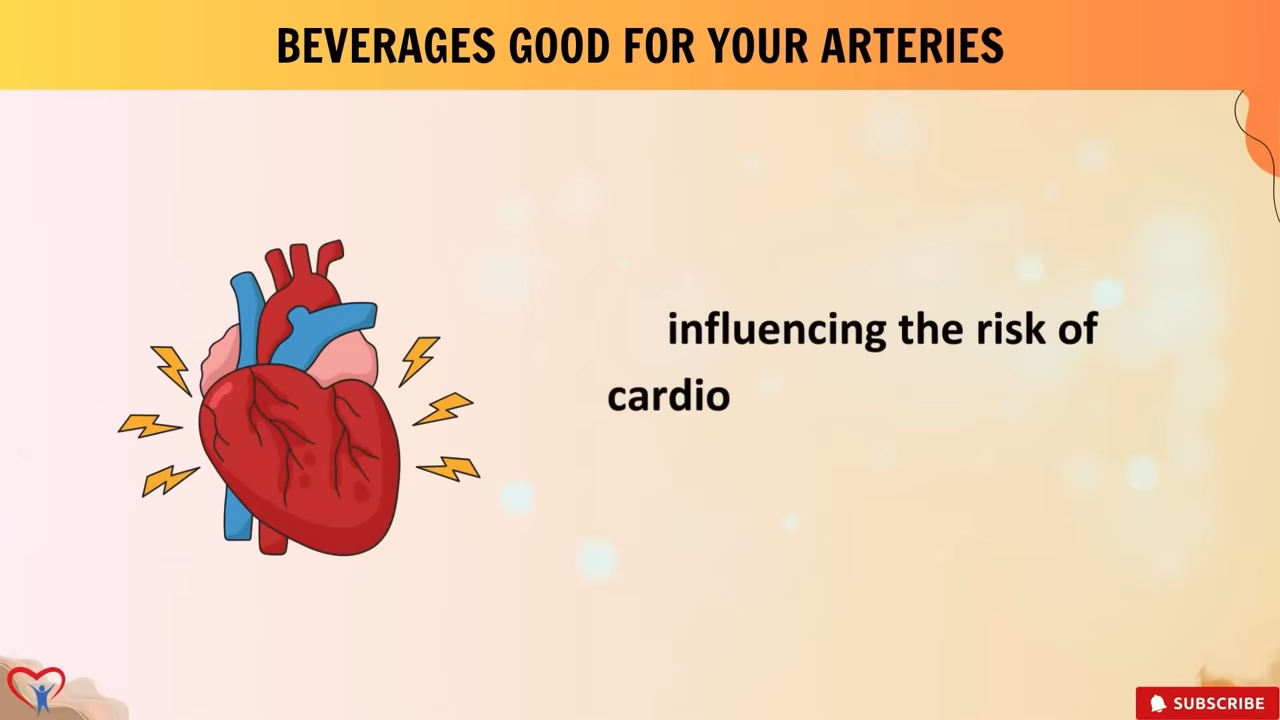 BEVERAGES GOOD FOR YOUR ARTERIES
influencing the risk of
cardio
SUBSCRIBE